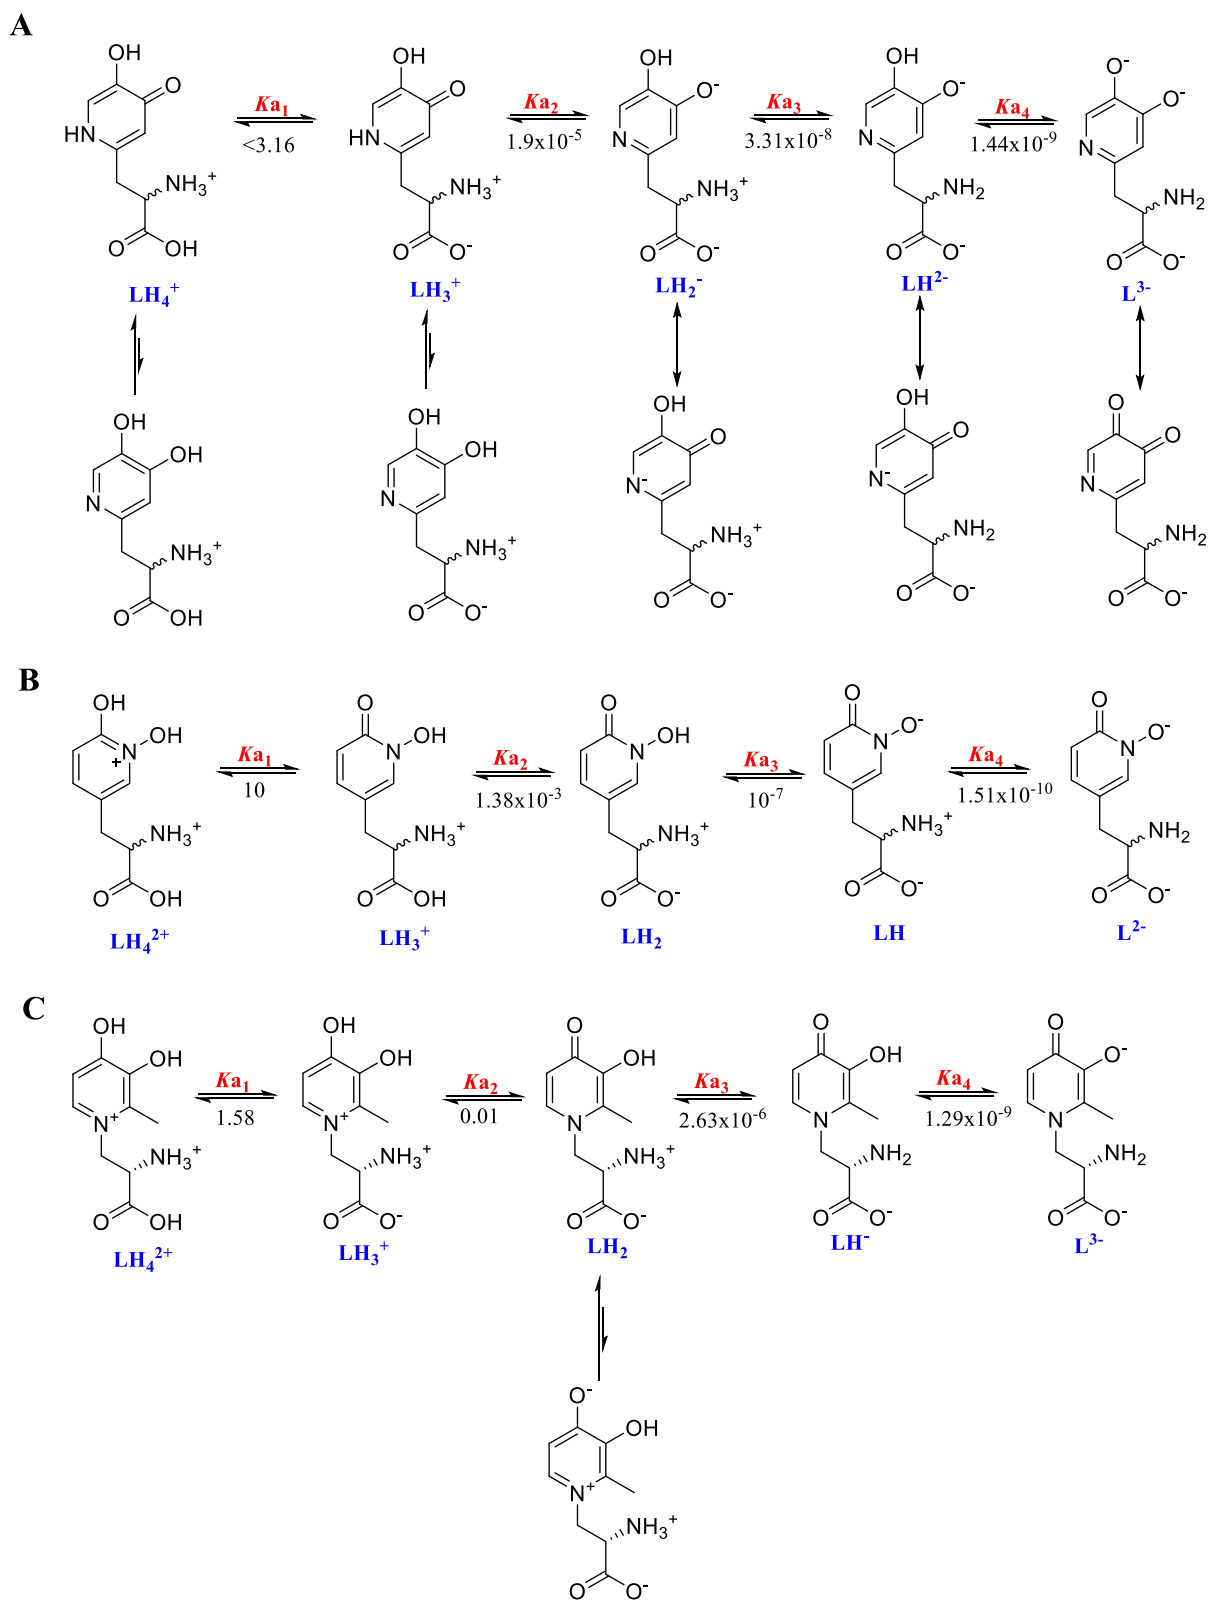 A
OH
O
HN
NH3+
O
OH
LH4+
Ka1
<3.16
OH
O
HN
NH3+
O
O-
LH3+
Ka2
1.9x10-5
OH
O-
N
NH3+
O
O-
LH2-
Ka3
3.31x10-8
OH
O-
N
NH2
O
O-
LH2-
Ka4
1.44x10-9
O-
O-
N
NH2
O
O-
L3-
OH
OH
N
NH3+
O
OH
OH
OH
N
NH3+
O
O-
OH
O
N-
NH3+
O
O-
OH
O
N-
NH2
O
O-
O
O
N
NH2
O
O-
B
OH
N
+
OH
NH3+
O
OH
LH42+
Ka1
10
O
N
OH
NH3+
O
OH
LH3+
Ka2
1.38x10-3
O
N
OH
NH3+
O
O-
LH2
Ka3
10-7
O
N
O-
NH3+
O
O-
LH
Ka4
1.51x10-10
O
N
O-
NH2
O
O-
L2-
C
OH
OH
N+
NH3+
O
OH
LH42+
Ka1
1.58
OH
OH
N+
NH3+
O
O-
LH3+
Ka2
0.01
O
OH
N
NH3+
O
O-
LH2
Ka3
2.63x10-6
O
OH
N
NH2
O
O-
LH-
Ka4
1.29x10-9
O
O-
N
NH2
O
O-
L3-
O-
OH
N+
NH3+
O
O-